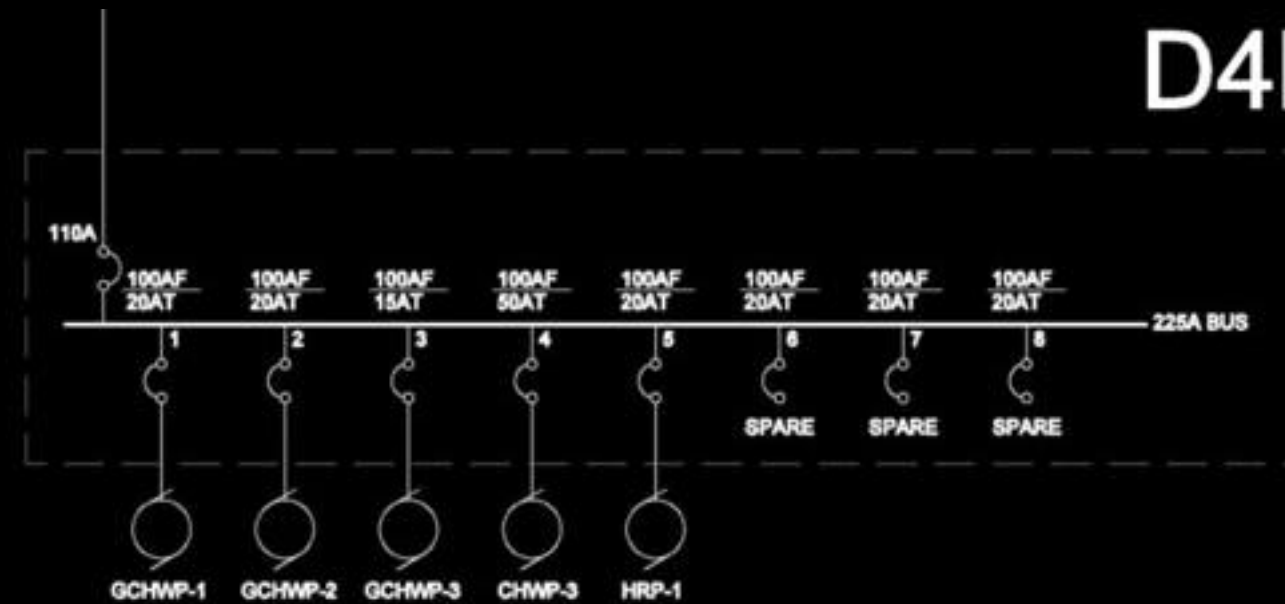 D4
110A
100AF 100AF 100AF 100AF 100AF 100AF 100AF 100AF
20AT 20AT 15AT 50AT 20AT 20AT 20AT 20AT
225A BUS
1 2 3 4 5 6 7 8
SPARE SPARE SPARE
GCHWP-1 GCHWP-2 GCHWP-3 CHWP-3 HRP-1